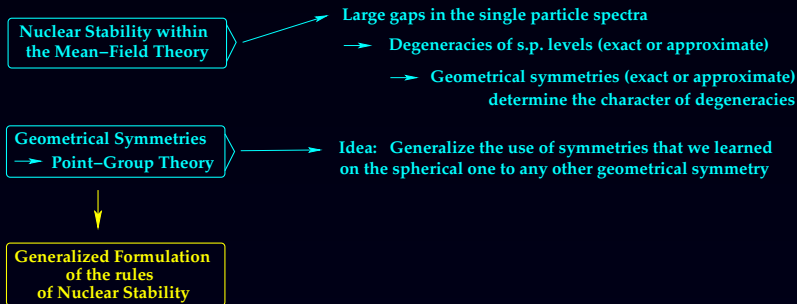 Nuclear Stability within
the Mean−Field Theory
Large gaps in the single particle spectra
Degeneracies of s.p. levels (exact or approximate)
Geometrical symmetries (exact or approximate)
determine the character of degeneracies
Geometrical Symmetries
Point−Group Theory
Idea: Generalize the use of symmetries that we learned
on the spherical one to any other geometrical symmetry
Generalized Formulation
of the rules
of Nuclear Stability